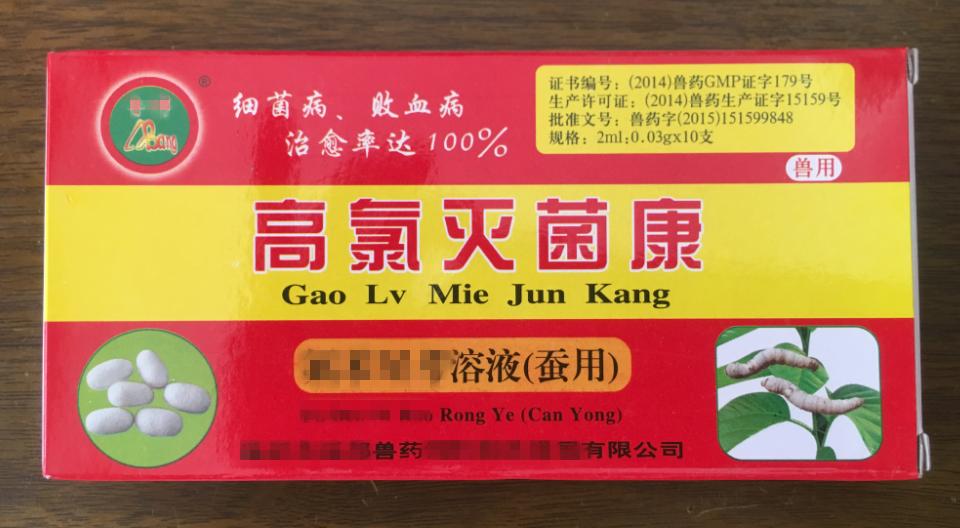 ®
细菌病、败血病
治愈率达100%
证书编号：(2014)兽药GMP证字179号
生产许可证：(2014)兽药生产证字15159号
批准文号：兽药字(2015)151599848
规格：2ml:0.03gx10支
兽用
高氯灭菌康
Gao Lv Mie Jun Kang
溶液(蚕用)
Rong Ye (Can Yong)
兽药
有限公司